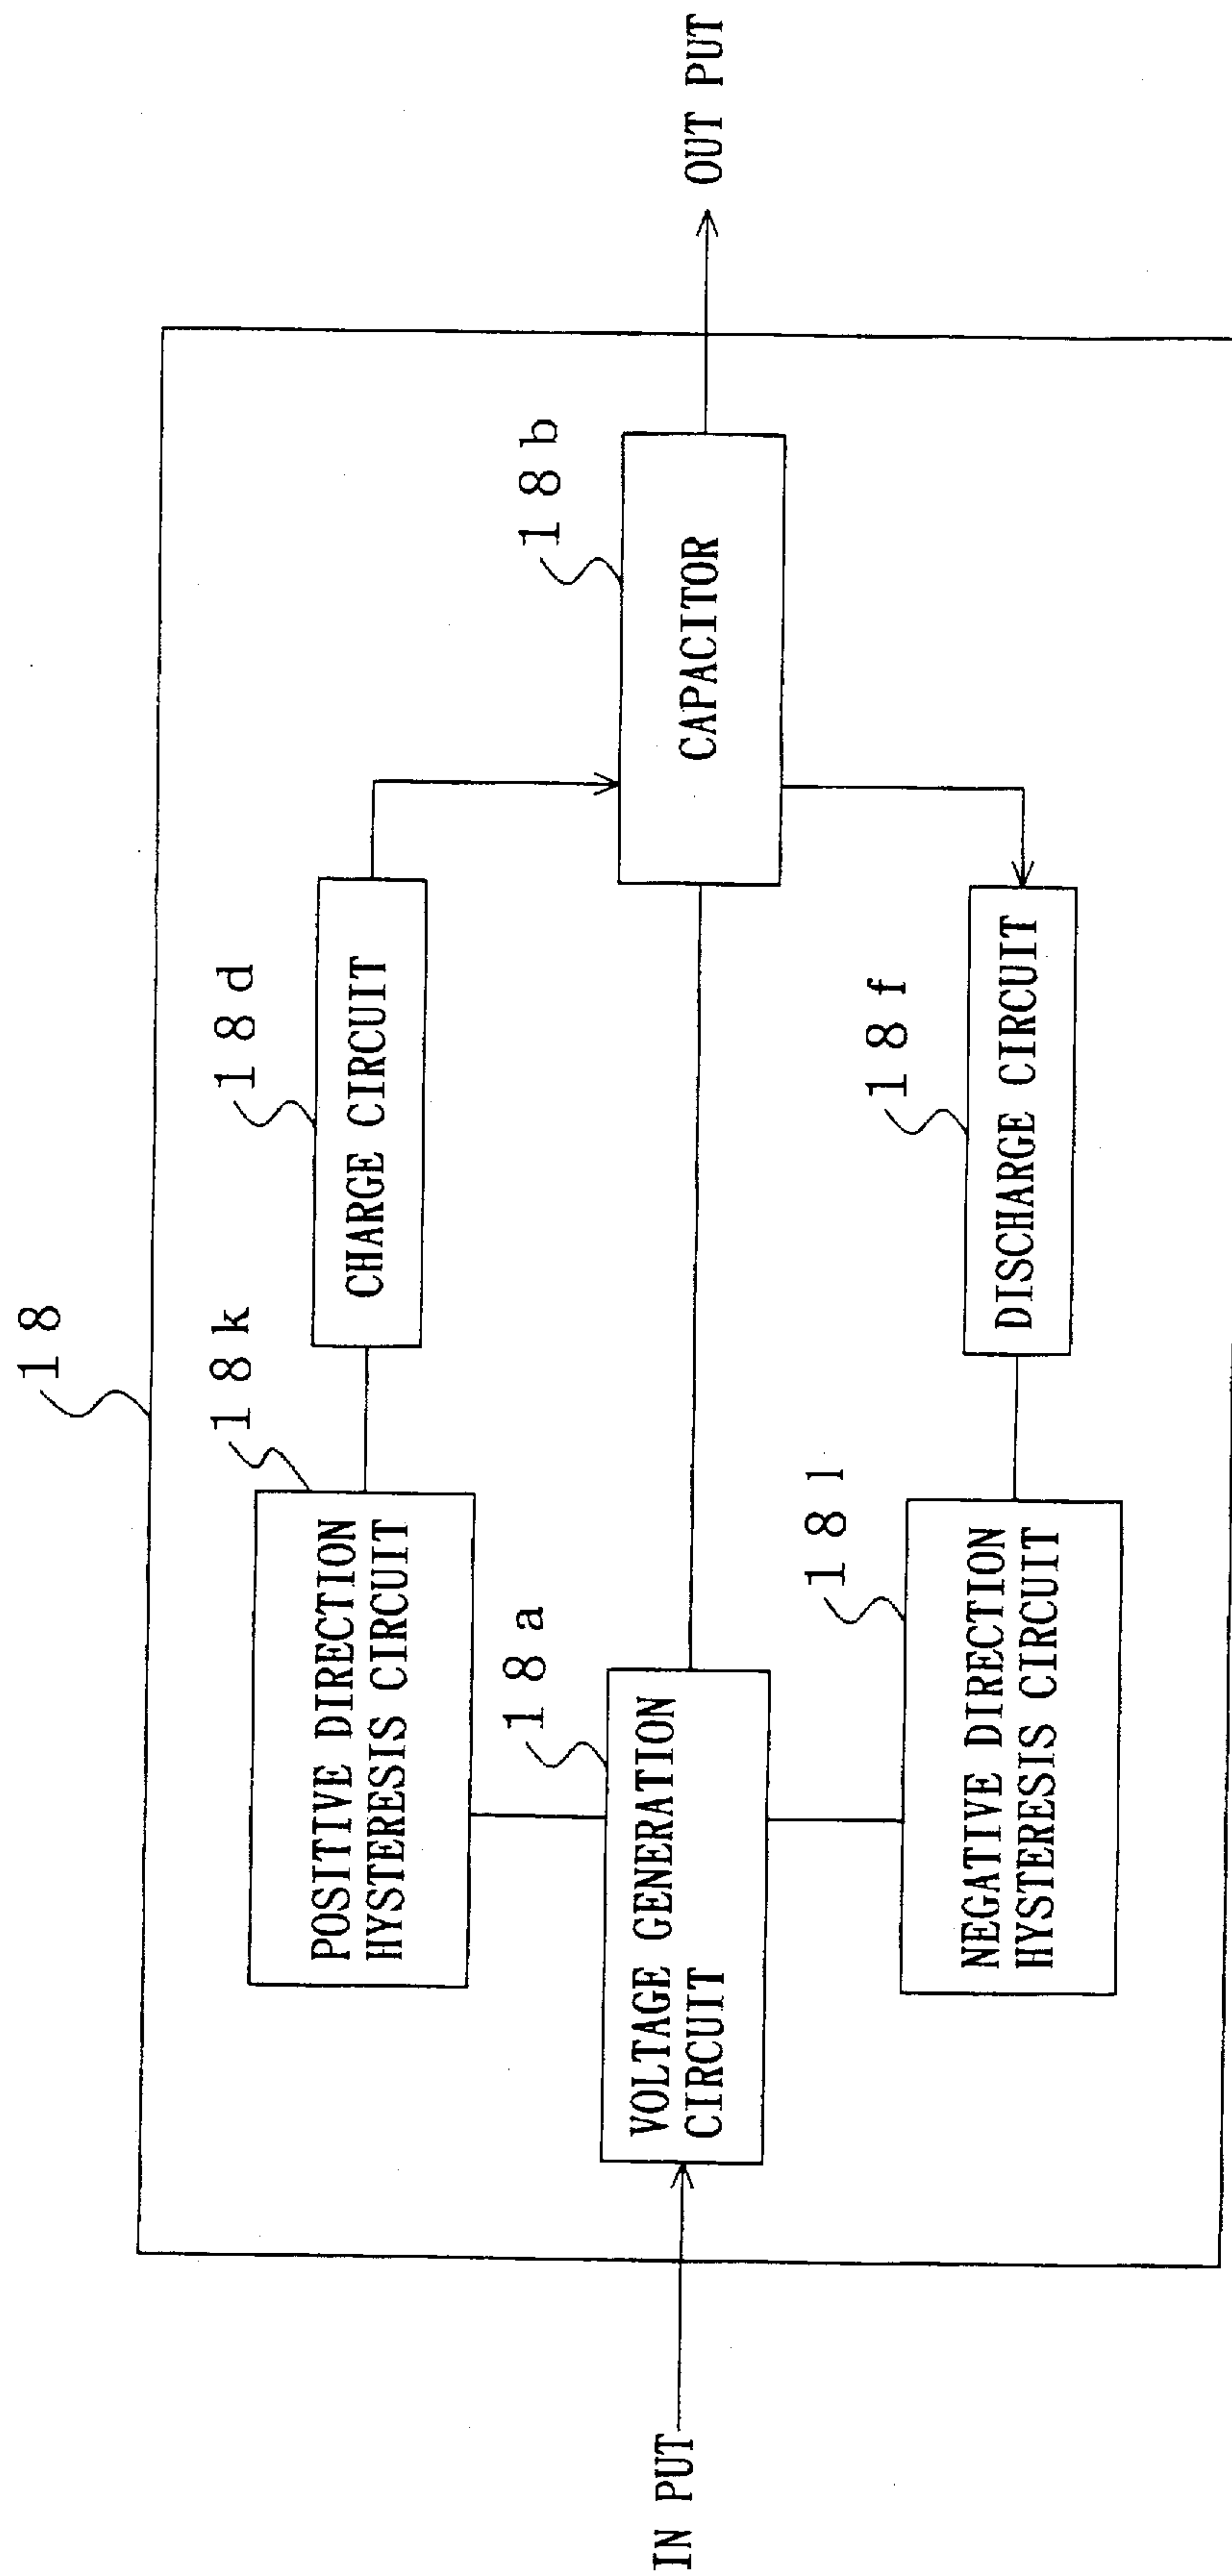 18
18k
POSITIVE DIRECTION
HYSTERESIS CIRCUIT
18d
CHARGE CIRCUIT
IN PUT
18a
VOLTAGE GENERATION
CIRCUIT
18b
CAPACITOR
OUT PUT
18l
NEGATIVE DIRECTION
HYSTERESIS CIRCUIT
18f
DISCHARGE CIRCUIT